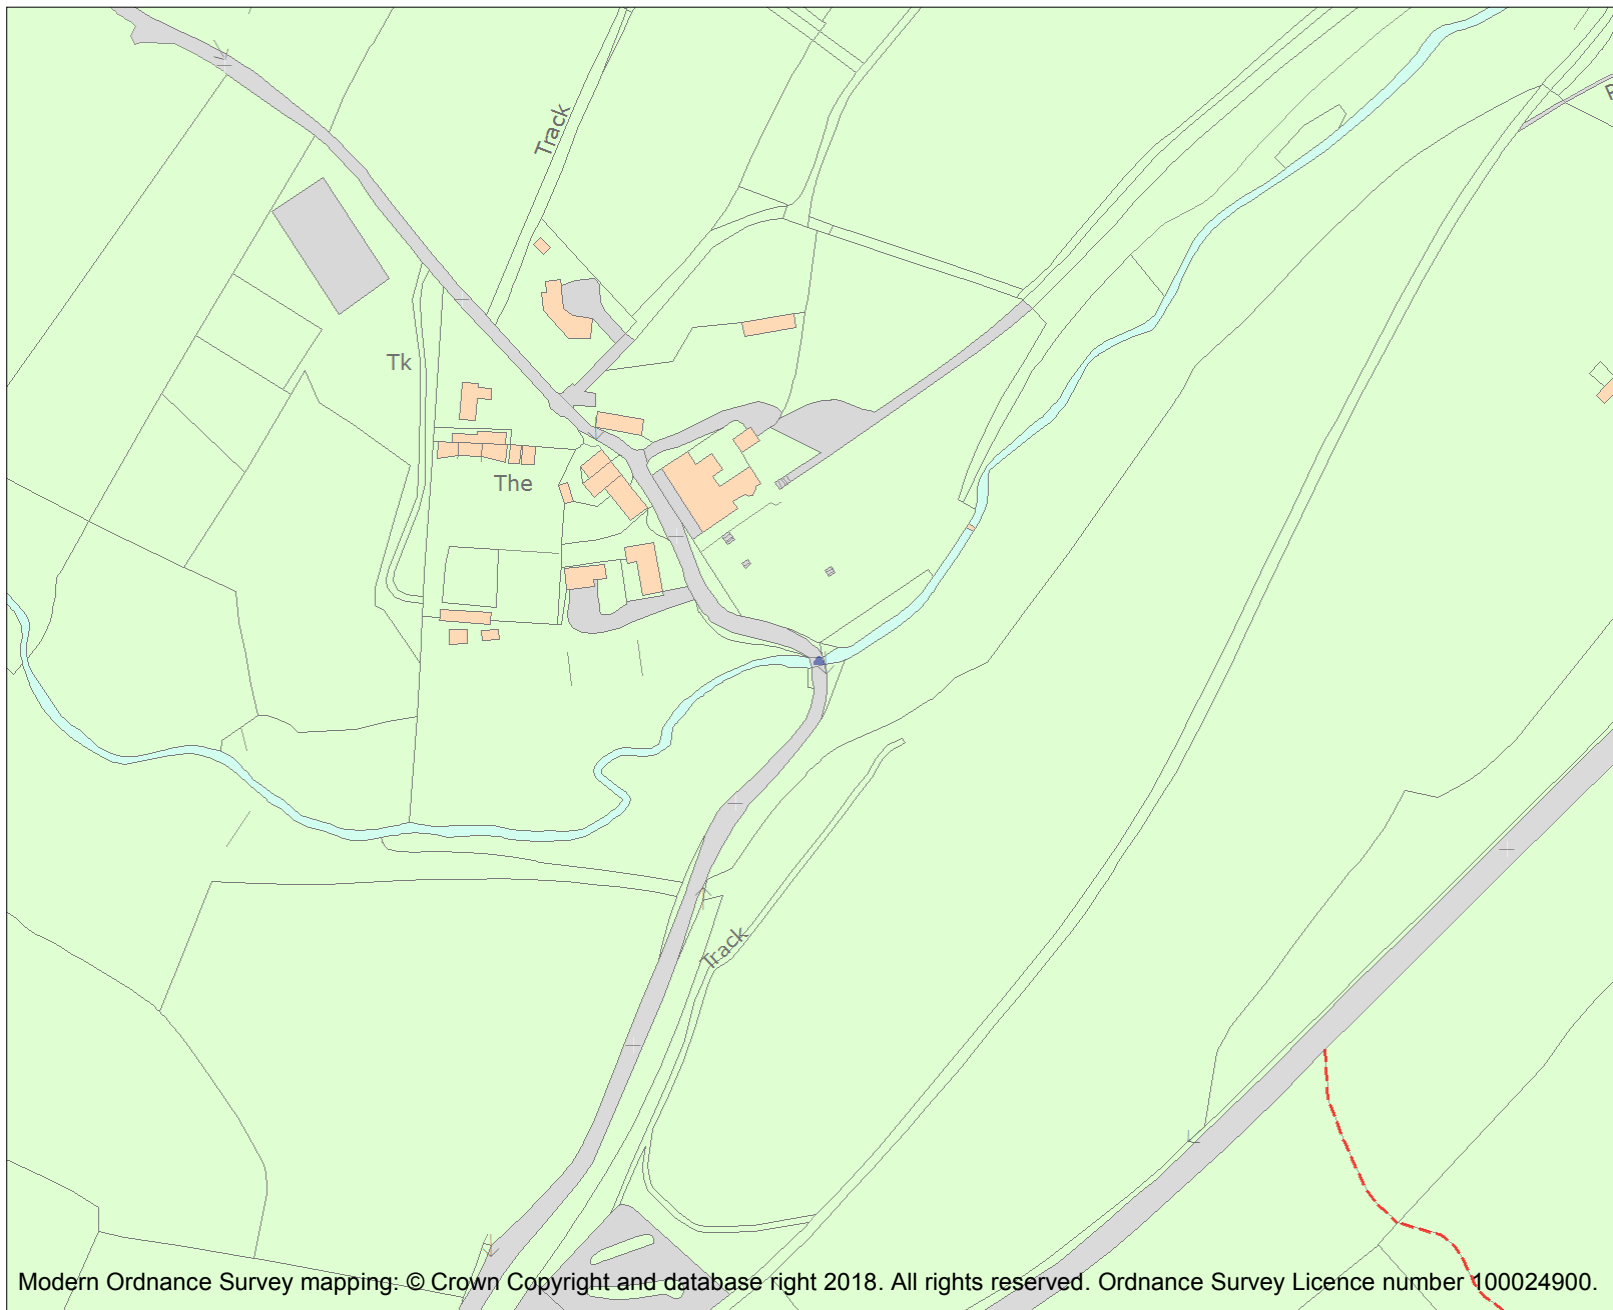 Track
Tk
The
Track
Modern Ordnance Survey mapping: © Crown Copyright and database right 2018. All rights reserved. Ordnance Survey Licence number 100024900.